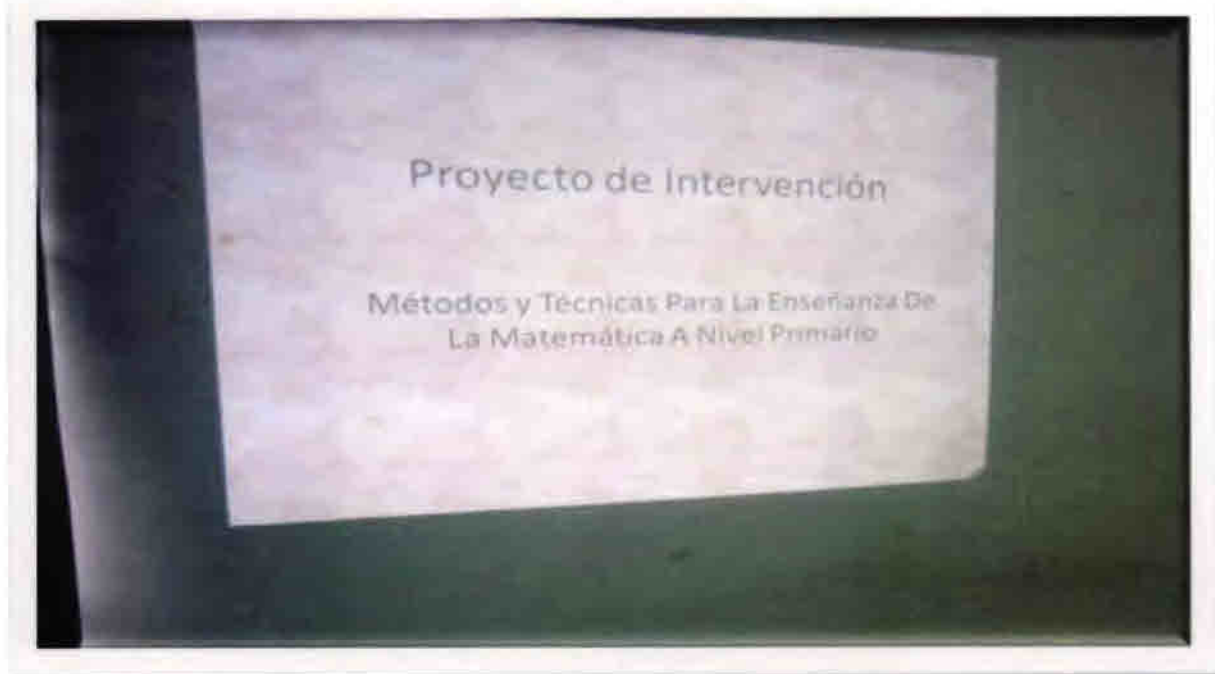 Proyecto de Intervención
Métodos y Técnicas Para La Enseñanza De
La Matemática A Nivel Primario